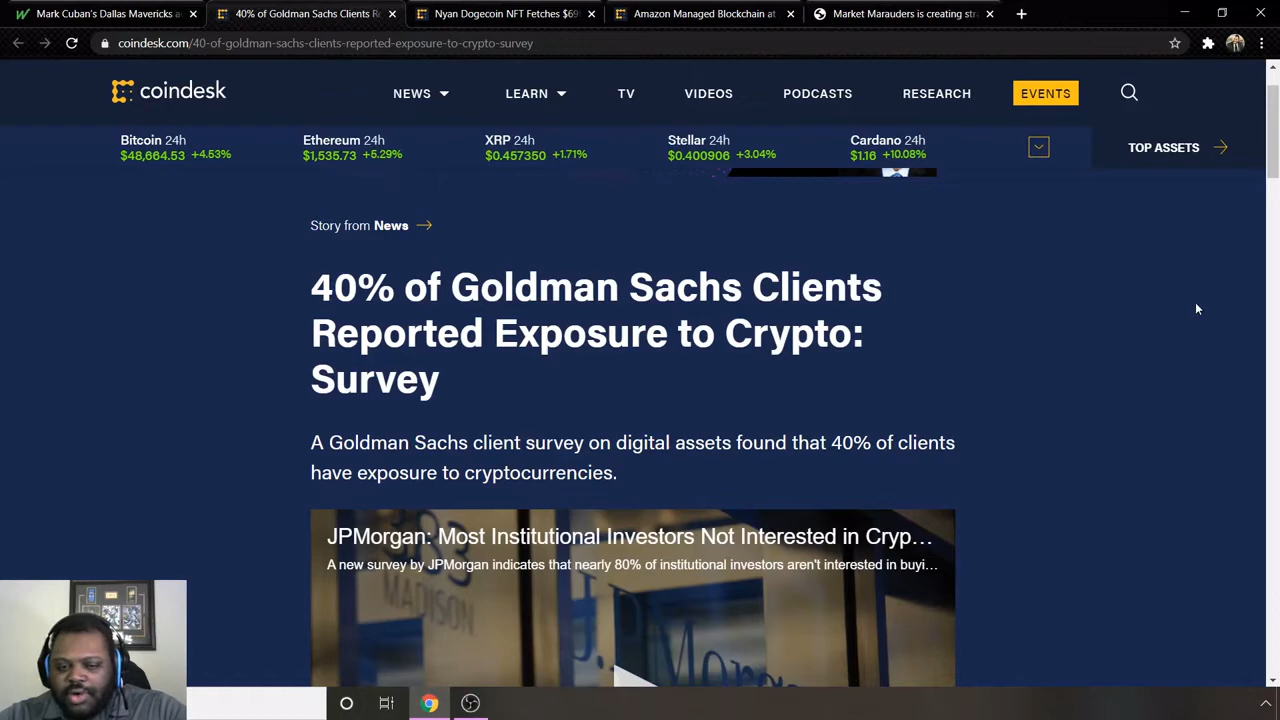 Mark Cuban's Dallas Mavericks a
40% of Goldman Sachs Clients R
Nyan Dogecoin NFT Fetches $69
Amazon Managed Blockchain at
Market Marauders is creating str
coindesk.com/40-of-goldman-sachs-clients-reported-exposure-to-crypto-survey
coindesk
NEWS
LEARN
TV
VIDEOS
PODCASTS
RESEARCH
EVENTS
Bitcoin 24h
$48,664.53 +4.53%
Ethereum 24h
$1,535.73 +5.29%
XRP 24h
$0.457350 +1.71%
Stellar 24h
$0.400906 +3.04%
Cardano 24h
$1.16 +10.08%
TOP ASSETS
Story from News
40% of Goldman Sachs Clients
Reported Exposure to Crypto:
Survey
A Goldman Sachs client survey on digital assets found that 40% of clients
have exposure to cryptocurrencies.
JPMorgan: Most Institutional Investors Not Interested in Cryp...
A new survey by JPMorgan indicates that nearly 80% of institutional investors aren't interested in buyi...
383
MADISON
J.P. Morga